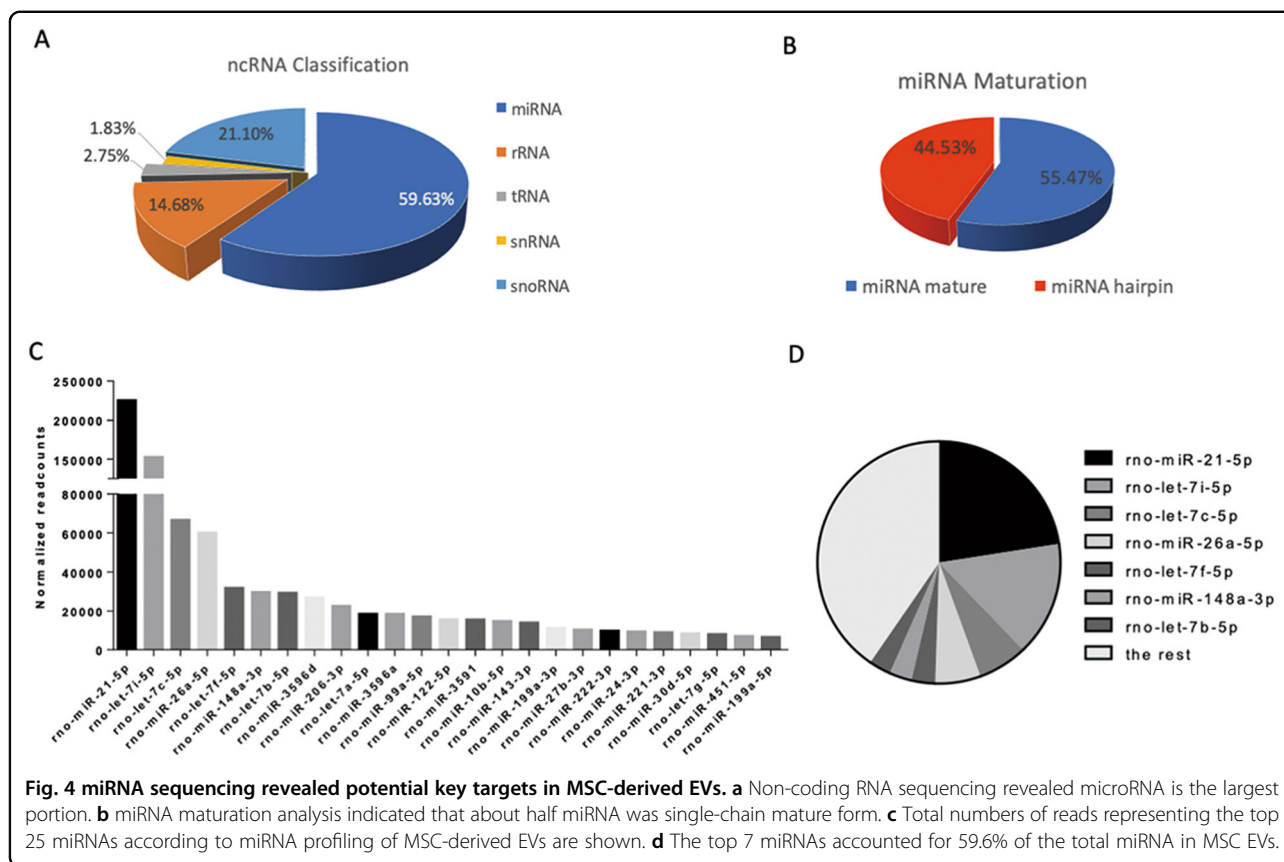 A
ncRNA Classification
1.83%
2.75%
21.10%
14.68%
59.63%
miRNA
rRNA
tRNA
snRNA
snoRNA
B
miRNA Maturation
44.53%
55.47%
miRNA mature
miRNA hairpin
C
Normalized readcounts
250000
200000
150000
80000
60000
40000
20000
0
rno-miR-21-5p
rno-let-7i-5p
rno-let-7c-5p
rno-miR-26a-5p
rno-let-7f-5p
rno-miR-148a-3p
rno-let-7b-5p
rno-miR-3596d
rno-miR-206-3p
rno-let-7a-5p
rno-miR-3596a
rno-miR-99a-5p
rno-miR-122-5p
rno-miR-3591
rno-miR-10b-5p
rno-miR-143-3p
rno-miR-199a-3p
rno-miR-27b-3p
rno-miR-222-3p
rno-miR-24-3p
rno-miR-221-3p
rno-miR-30d-5p
rno-let-7g-5p
rno-miR-451-5p
rno-miR-199a-5p
D
rno-miR-21-5p
rno-let-7i-5p
rno-let-7c-5p
rno-miR-26a-5p
rno-let-7f-5p
rno-miR-148a-3p
rno-let-7b-5p
the rest
Fig. 4 miRNA sequencing revealed potential key targets in MSC-derived EVs. a Non-coding RNA sequencing revealed microRNA is the largest
portion. b miRNA maturation analysis indicated that about half miRNA was single-chain mature form. c Total numbers of reads representing the top
25 miRNAs according to miRNA profiling of MSC-derived EVs are shown. d The top 7 miRNAs accounted for 59.6% of the total miRNA in MSC EVs.